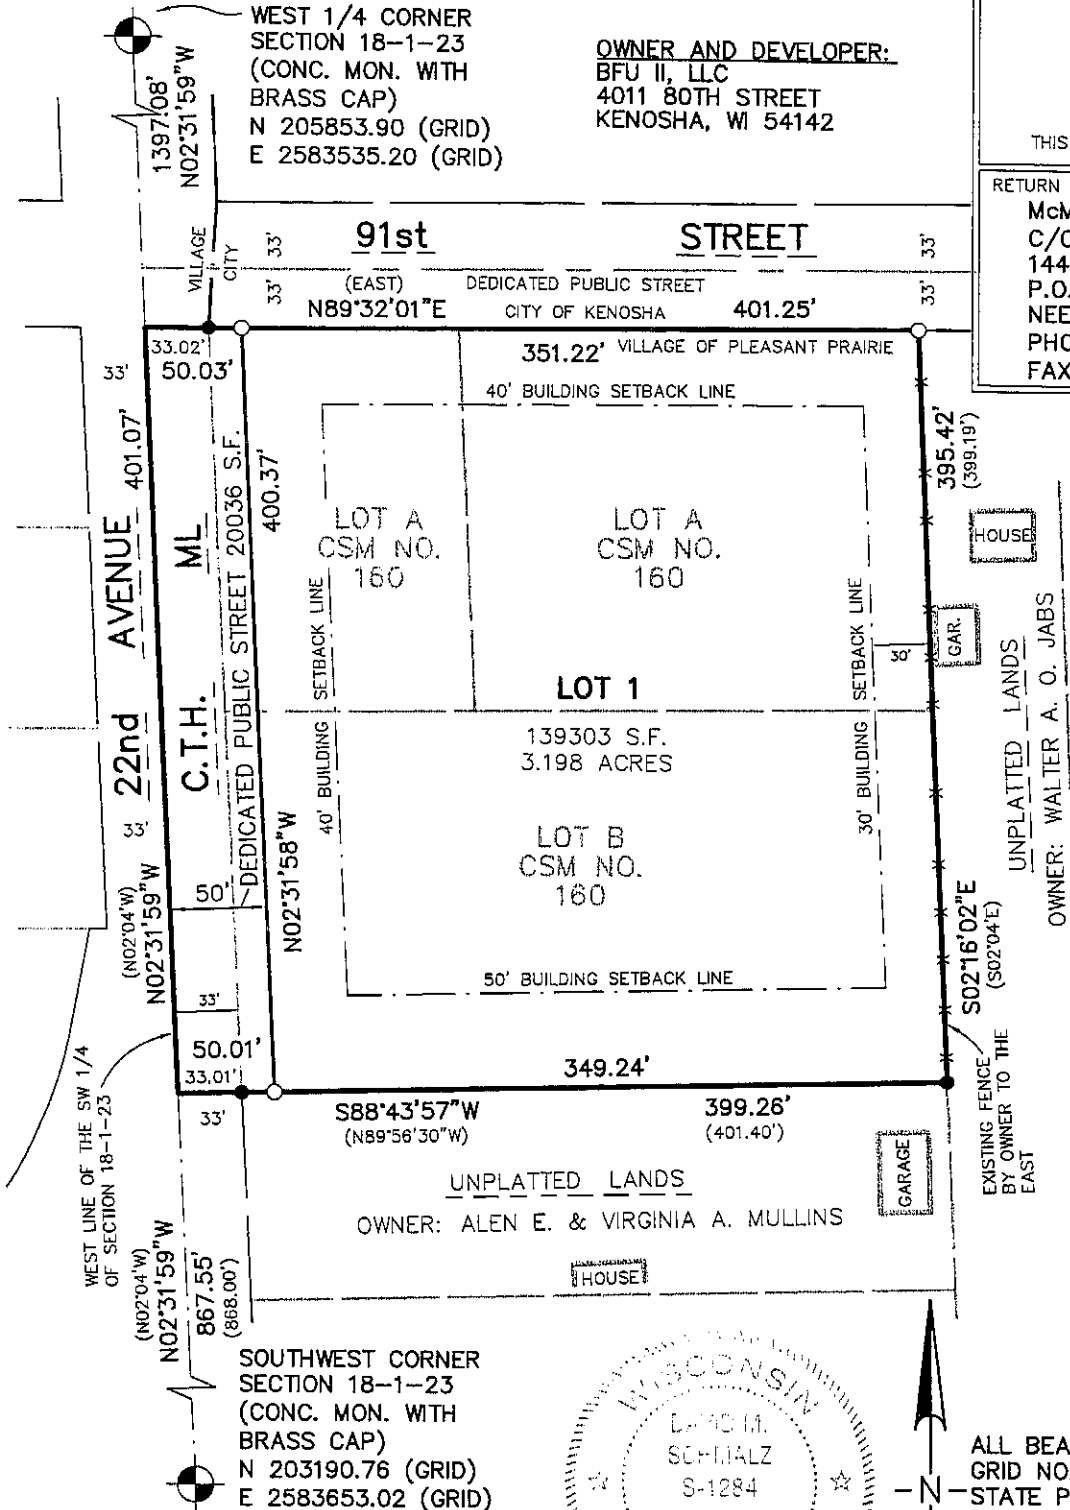 WEST 1/4 CORNER
SECTION 18-1-23
(CONC. MON. WITH
BRASS CAP)
N 205853.90 (GRID)
E 2583535.20 (GRID)
OWNER AND DEVELOPER:
BFU II, LLC
4011 80TH STREET
KENOSHA, WI 54142
THIS
RETURN
McM
C/O
144
P.O.
NEE
PHO
FAX
1397.08'
N02°31'59"W
VILLAGE
CITY
33'
33'
91st STREET
33'
33'
(EAST)
DEDICATED PUBLIC STREET
N89°32'01"E
CITY OF KENOSHA
401.25'
33.02'
50.03'
351.22'
VILLAGE OF PLEASANT PRAIRIE
33'
40' BUILDING SETBACK LINE
401.07'
400.37'
395.42'
(399.19')
LOT A
CSM NO.
160
LOT A
CSM NO.
160
HOUSE
GAR.
30'
22nd AVENUE
C.T.H. ML
DEDICATED PUBLIC STREET 20036 S.F.
40' BUILDING SETBACK LINE
30' BUILDING SETBACK LINE
LOT 1
139303 S.F.
3.198 ACRES
UNPLATTED LANDS
OWNER: WALTER A. O. JABS
33'
LOT B
CSM NO.
160
(N02°04'W)
N02°31'59"W
50'
N02°31'58"W
S02°16'02"E
(S02°04'E)
50' BUILDING SETBACK LINE
33'
50.01'
33.01'
349.24'
33'
S88°43'57"W
(N89°56'30"W)
399.26'
(401.40')
WEST LINE OF THE SW 1/4
OF SECTION 18-1-23
EXISTING FENCE
BY OWNER TO THE
EAST
GARAGE
UNPLATTED LANDS
OWNER: ALEN E. & VIRGINIA A. MULLINS
HOUSE
(N02°04'W)
N02°31'59"W
867.55'
(868.00')
SOUTHWEST CORNER
SECTION 18-1-23
(CONC. MON. WITH
BRASS CAP)
N 203190.76 (GRID)
E 2583653.02 (GRID)
WISCONSIN
DAVID M.
SCHMALZ
S-1284
N
ALL BEA
GRID NO
STATE P